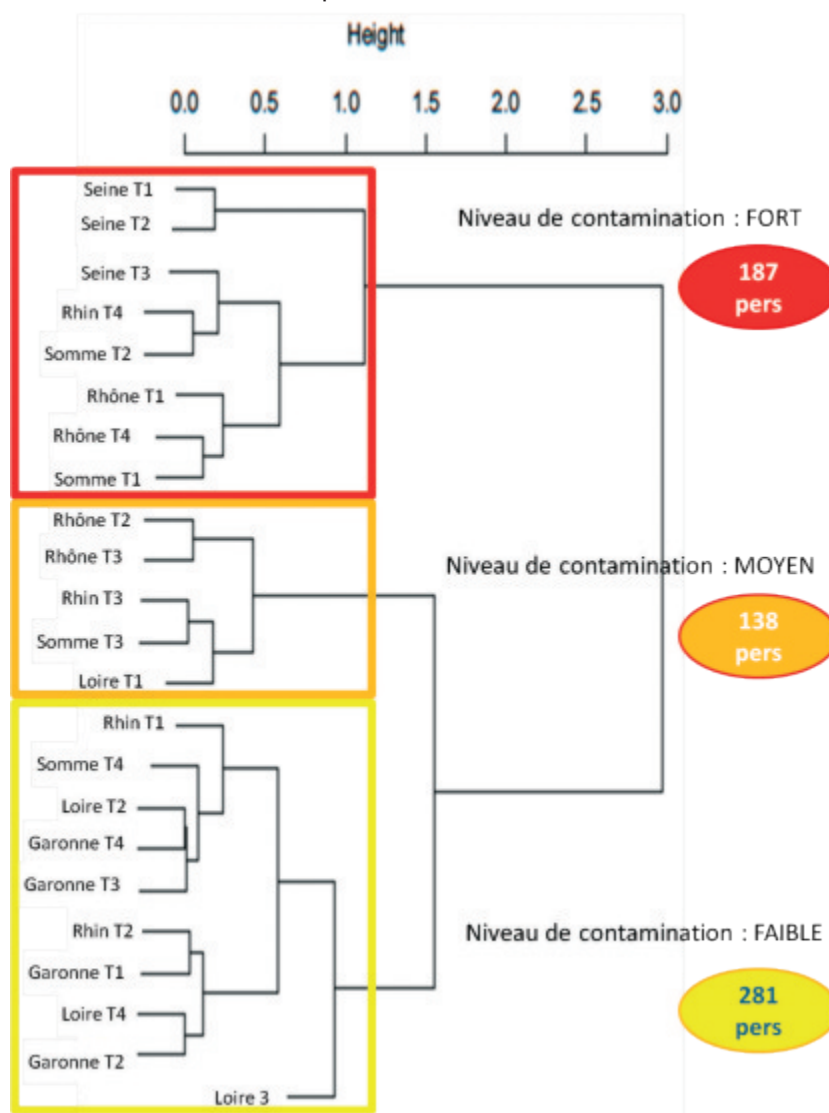 Height
0.0 0.5 1.0 1.5 2.0 2.5 3.0
Seine T1
Niveau de contamination : FORT
Seine T2
187
pers
Seine T3
Rhin T4
Somme T2
Rhône T1
Rhône T4
Somme T1
Rhône T2
Rhône T3
Niveau de contamination : MOYEN
Rhin T3
138
pers
Somme T3
Loire T1
Rhin T1
Somme T4
Loire T2
Garonne T4
Garonne T3
Rhin T2
Niveau de contamination : FAIBLE
Garonne T1
281
pers
Loire T4
Garonne T2
Loire 3